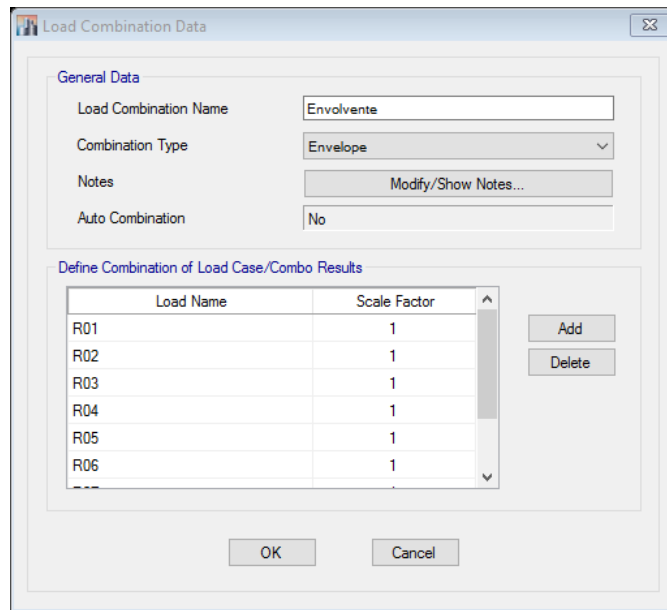 Load Combination Data
General Data
Load Combination Name Envolvente
Combination Type Envelope
Notes Modify/Show Notes...
Auto Combination No
Define Combination of Load Case/Combo Results
Load Name Scale Factor
R01 1
R02 1
R03 1
R04 1
R05 1
R06 1
Add
Delete
OK Cancel